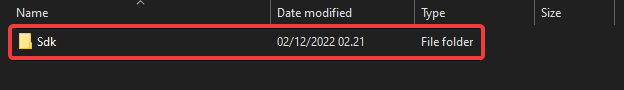 Name Date modified Type Size
Sdk 02/12/2022 02.21 File folder